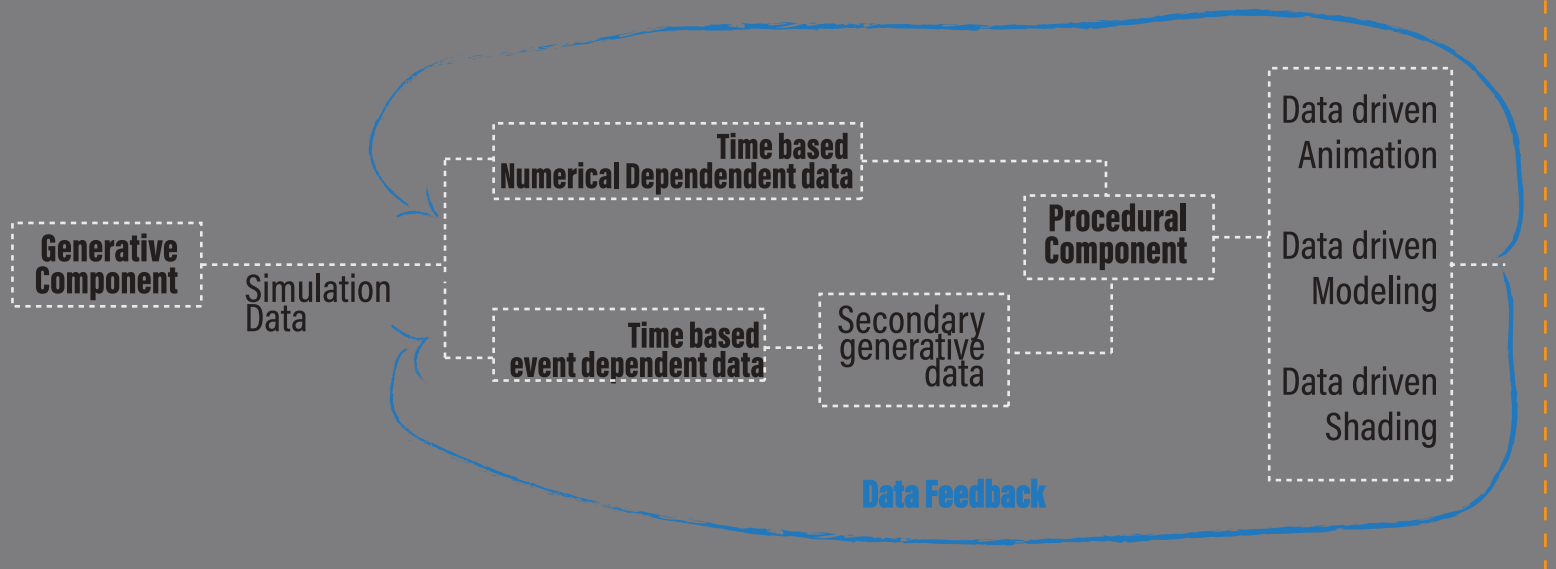 Generative
Component
Simulation
Data
Time based
Numerical Dependendent data
Time based
event dependent data
Secondary
generative
data
Procedural
Component
Data driven
Animation
Data driven
Modeling
Data driven
Shading
Data Feedback